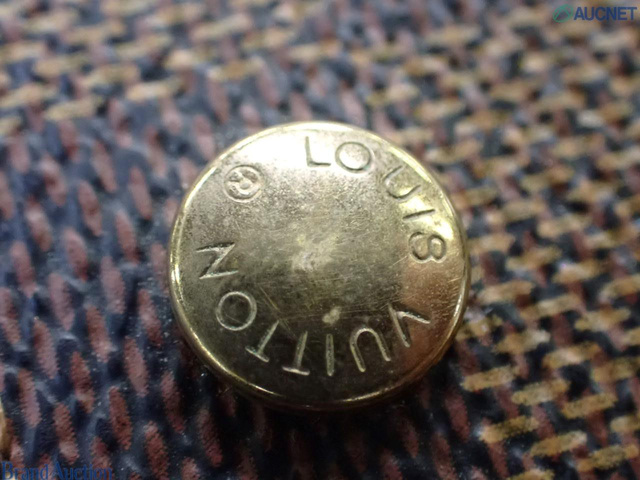 AUCNET
LOUIS VUITTON ®
Brand Auction